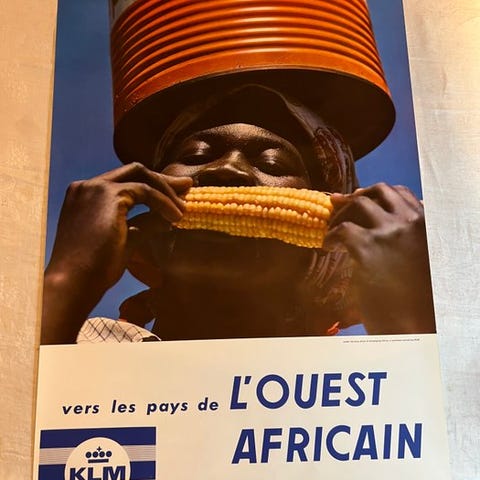 vers les pays de L'OUEST
AFRICAIN
KLM